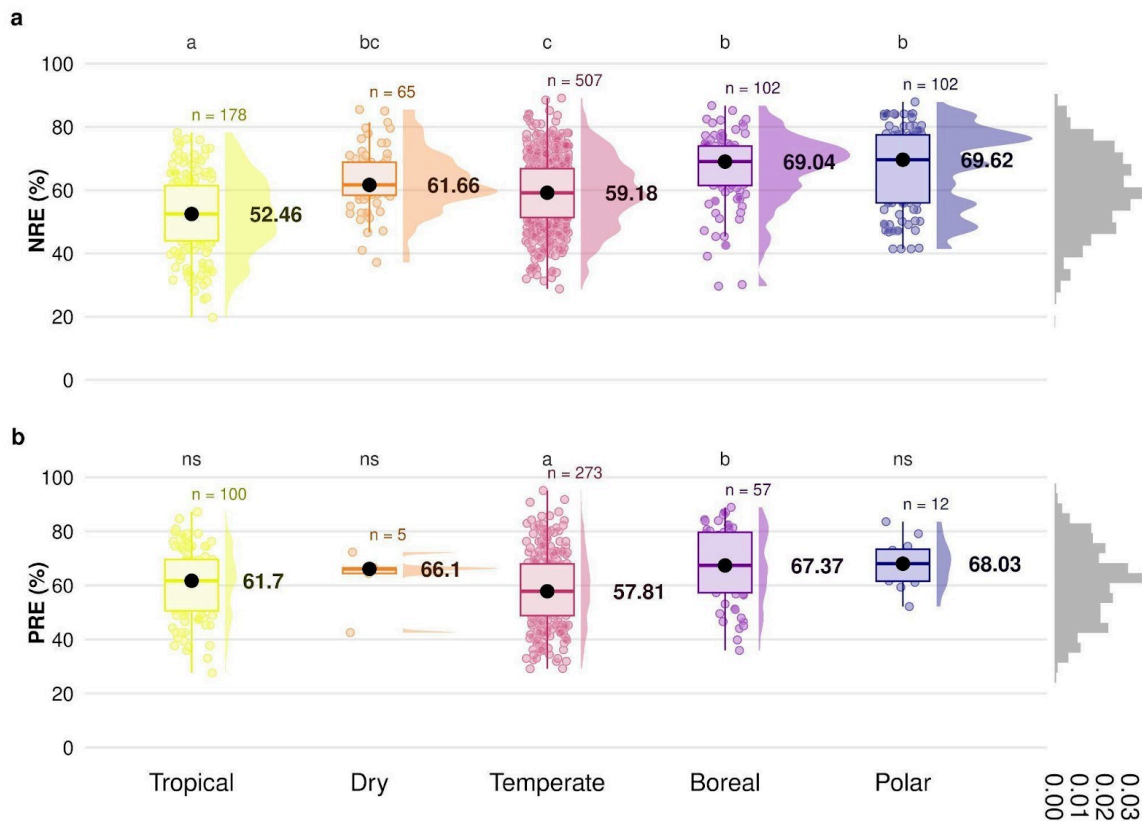 a
a bc c b b
100
80
60
40
20
0
NRE (%)
n = 178
n = 65
n = 507
n = 102
n = 102
52.46
61.66
59.18
69.04
69.62
b
ns ns a b ns
100
80
60
40
20
0
PRE (%)
n = 100
n = 5
n = 273
n = 57
n = 12
61.7
66.1
57.81
67.37
68.03
Tropical Dry Temperate Boreal Polar
0.00
0.01
0.02
0.03